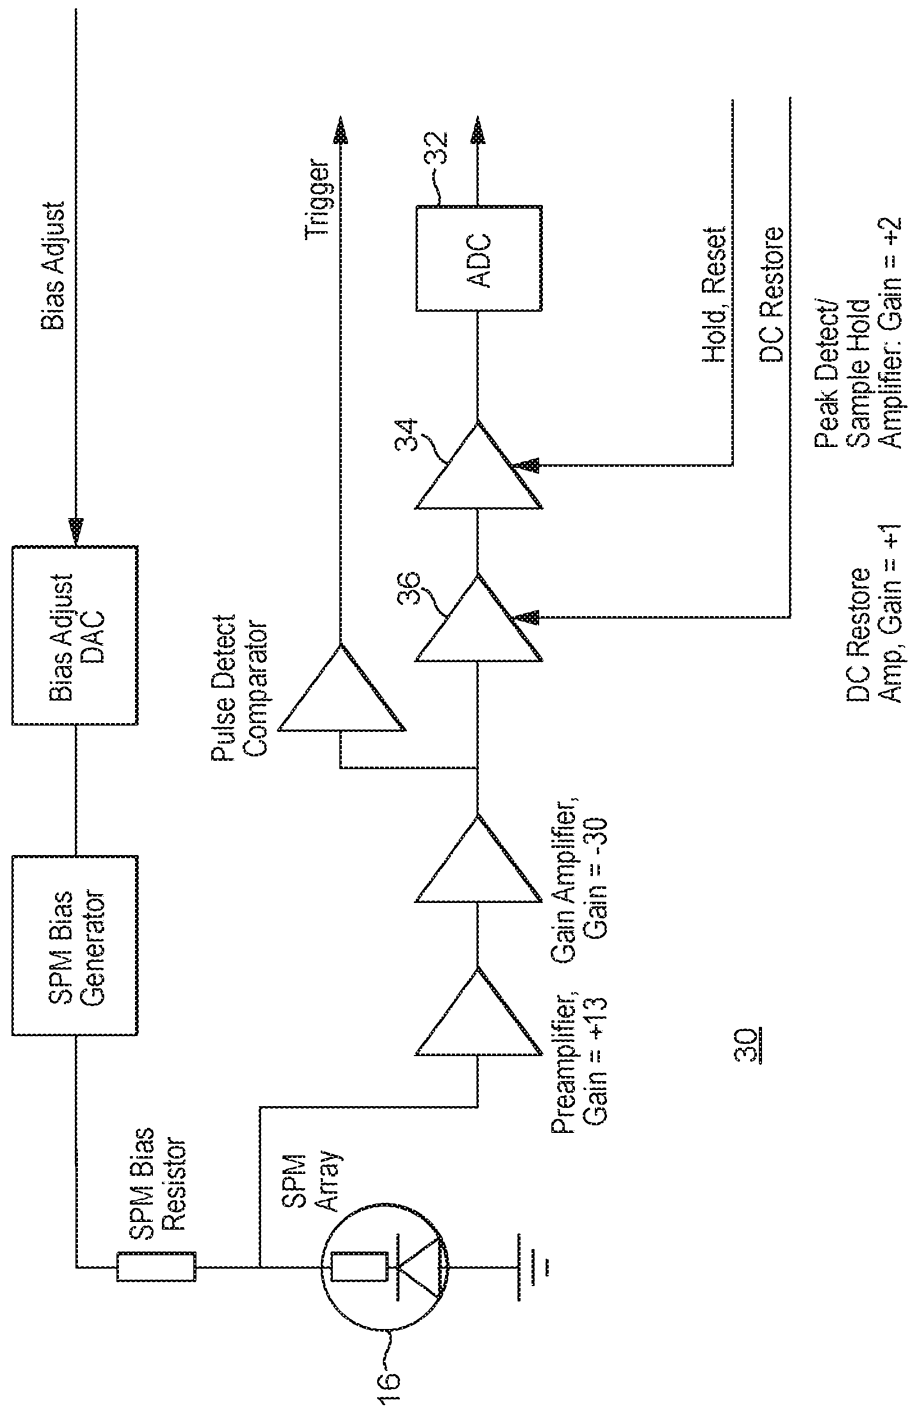 Bias Adjust
Bias Adjust
DAC
SPM Bias
Generator
SPM Bias
Resistor
SPM
Array
16
Preamplifier,
Gain = +13
Gain Amplifier,
Gain = -30
Pulse Detect
Comparator
Trigger
36
34
ADC
32
Hold, Reset
DC Restore
DC Restore
Amp, Gain = +1
Peak Detect/
Sample Hold
Amplifier: Gain = +2
30